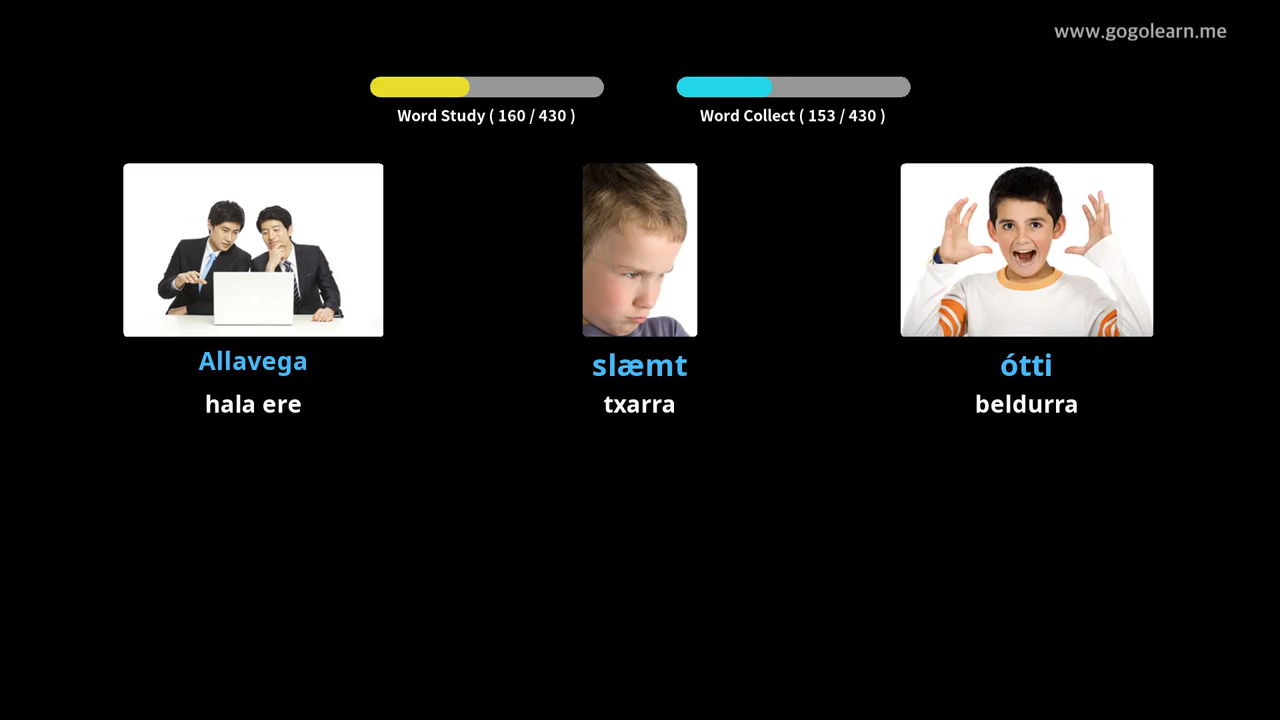 www.gogolearn.me
Word Study ( 160 / 430 )
Word Collect ( 153 / 430 )
Allavega
hala ere
slæmt
txarra
ótti
beldurra